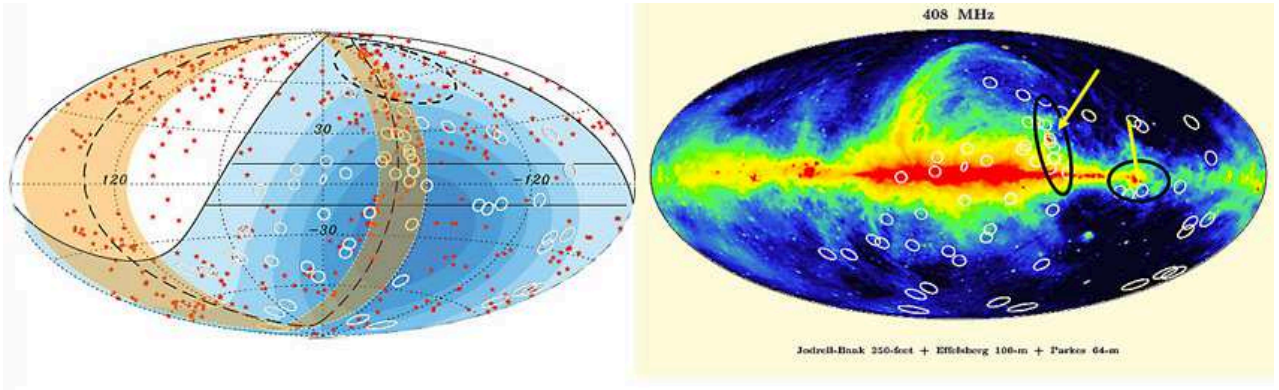 408 MHz
30
120
-120
-30
Jodrell-Bank 250-feet + Effelsberg 100-m + Parkes 64-m